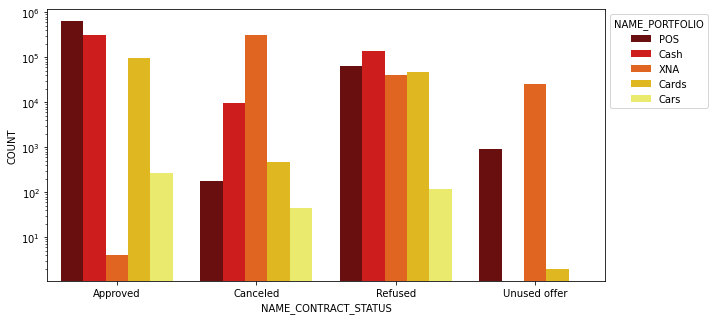 NAME_PORTFOLIO
POS
Cash
XNA
Cards
Cars
COUNT
10^6
10^5
10^4
10^3
10^2
10^1
Approved
Canceled
Refused
Unused offer
NAME_CONTRACT_STATUS